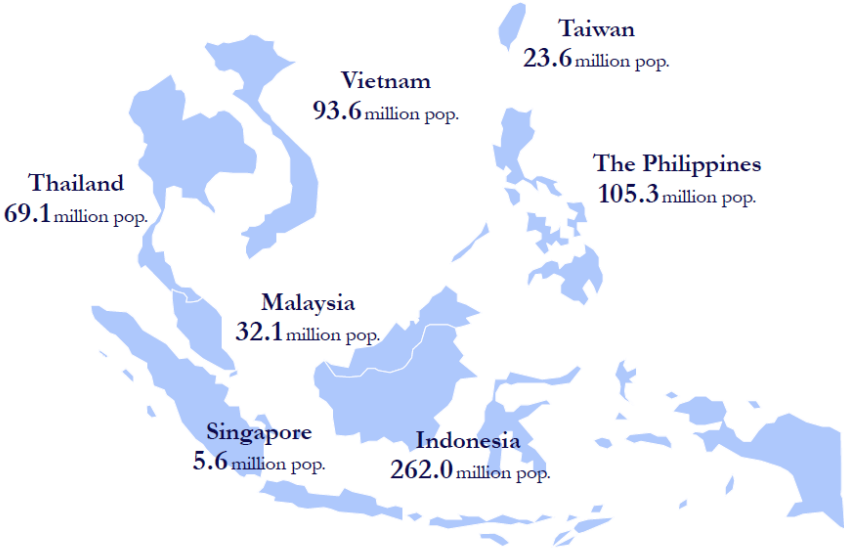 Taiwan
23.6 million pop.
Vietnam
93.6 million pop.
The Philippines
105.3 million pop.
Thailand
69.1 million pop.
Malaysia
32.1 million pop.
Singapore
5.6 million pop.
Indonesia
262.0 million pop.